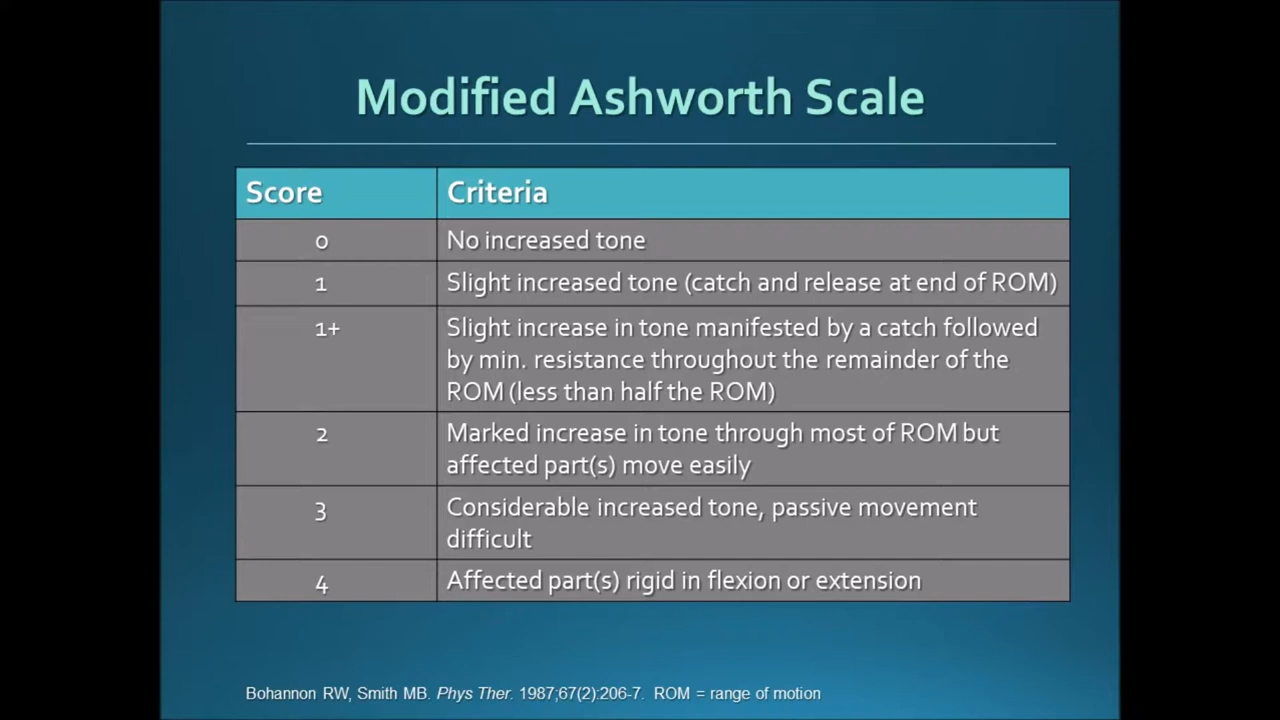 Modified Ashworth Scale
Score Criteria
0 No increased tone
1 Slight increased tone (catch and release at end of ROM)
1+ Slight increase in tone manifested by a catch followed
by min. resistance throughout the remainder of the
ROM (less than half the ROM)
2 Marked increase in tone through most of ROM but
affected part(s) move easily
3 Considerable increased tone, passive movement
difficult
4 Affected part(s) rigid in flexion or extension
Bohannon RW, Smith MB. Phys Ther. 1987;67(2):206-7. ROM = range of motion